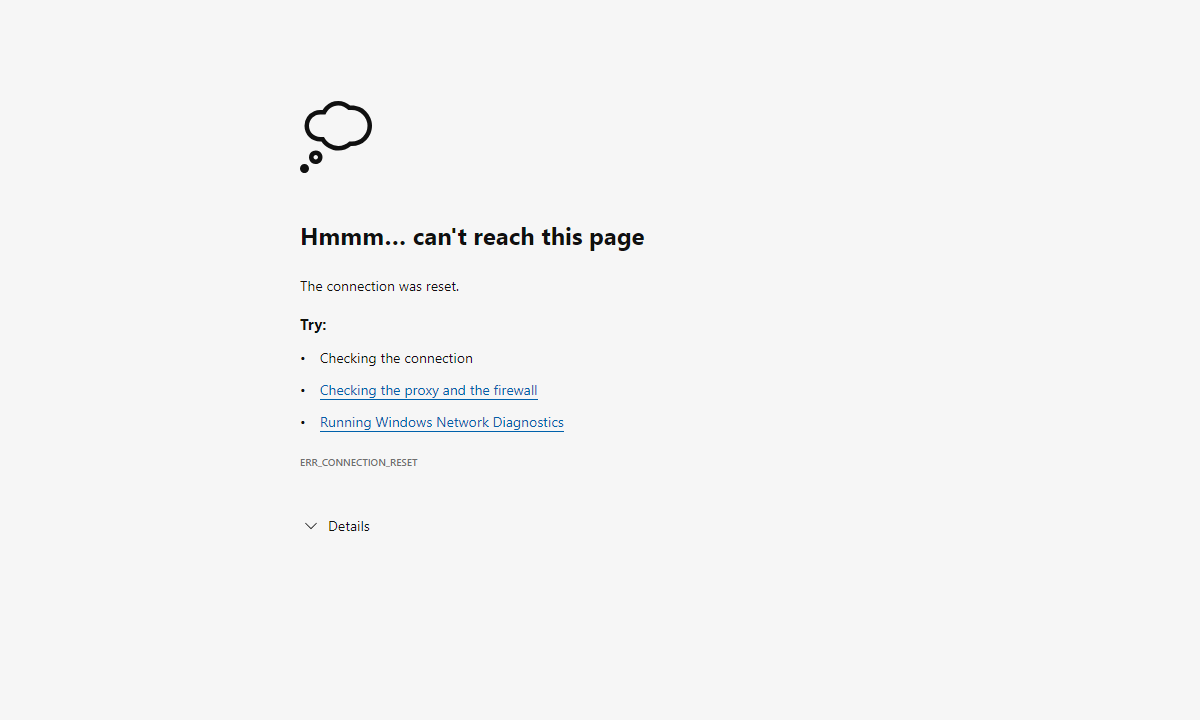 Hmmm... can't reach this page
The connection was reset.
Try:
• Checking the connection
• Checking the proxy and the firewall
• Running Windows Network Diagnostics
ERR_CONNECTION_RESET
Details